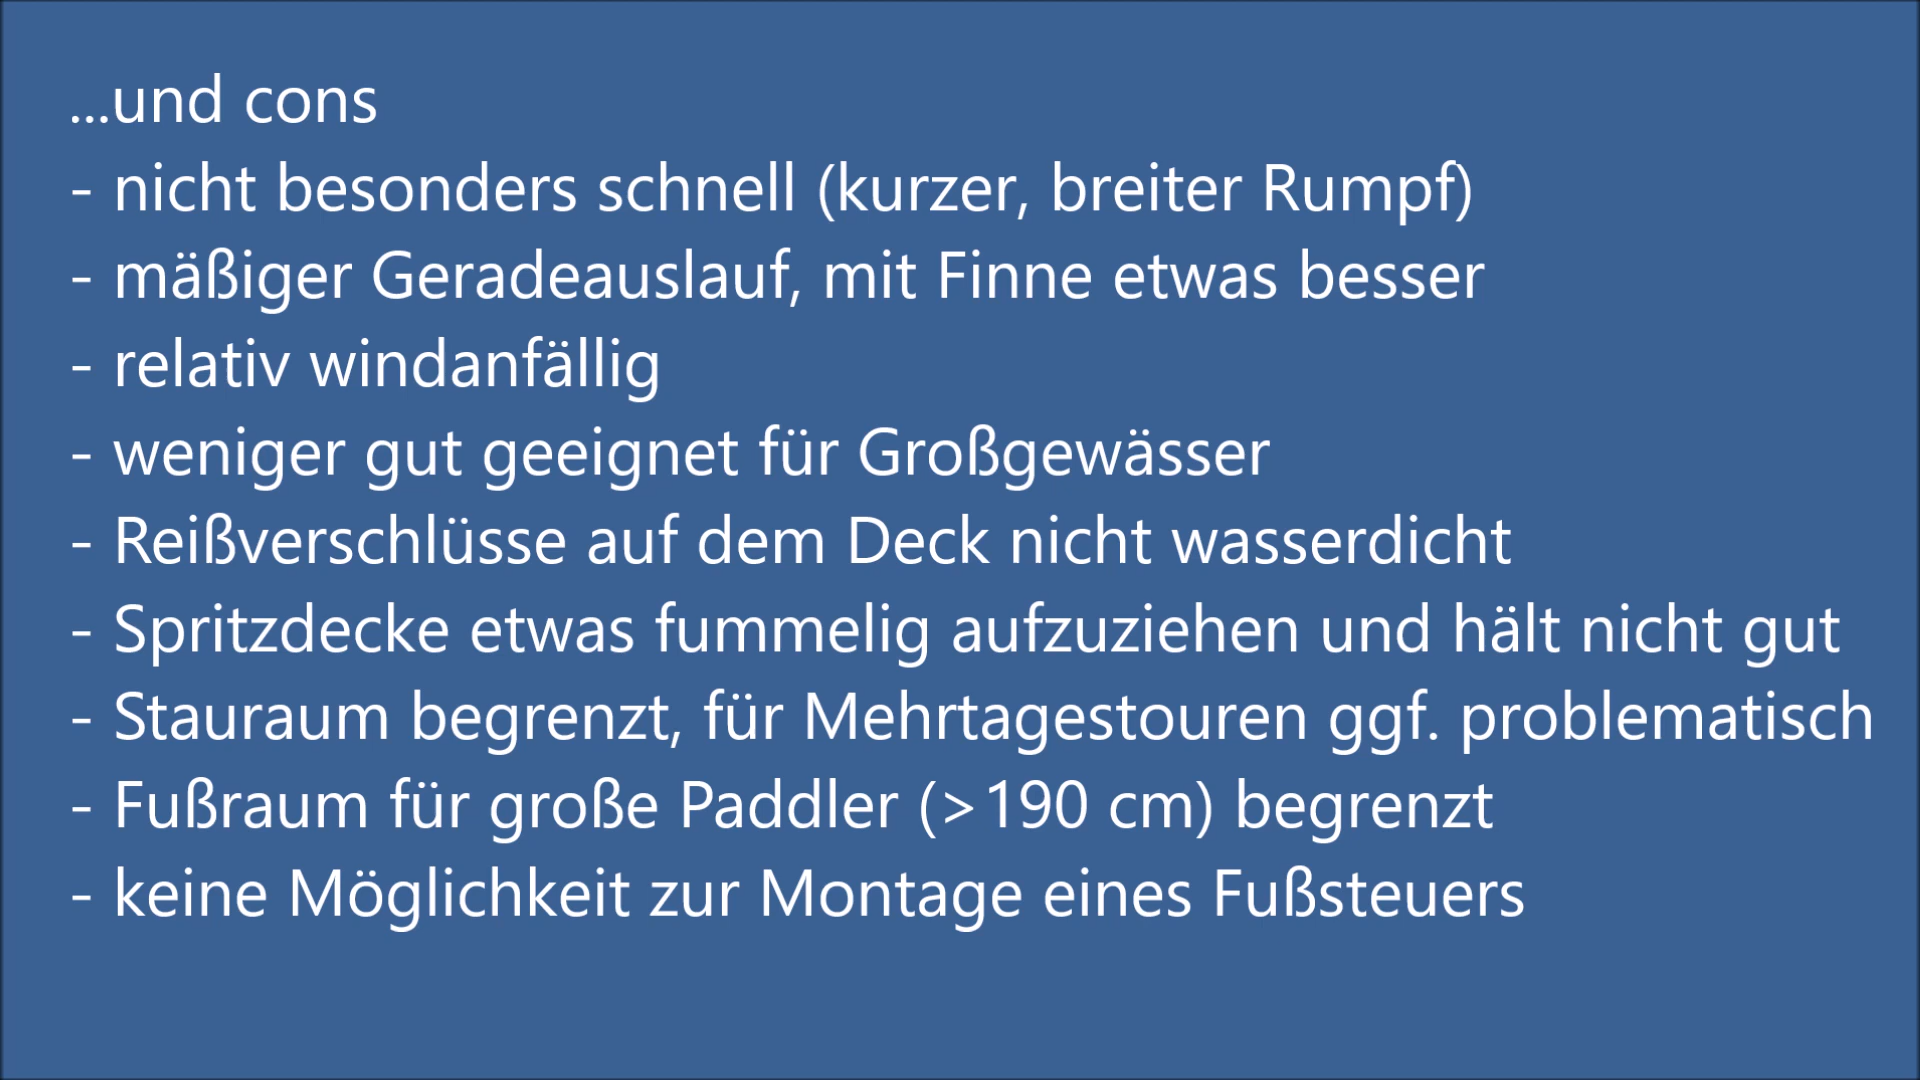 ...und cons
- nicht besonders schnell (kurzer, breiter Rumpf)
- mäßiger Geradeauslauf, mit Finne etwas besser
- relativ windanfällig
- weniger gut geeignet für Großgewässer
- Reißverschlüsse auf dem Deck nicht wasserdicht
- Spritzdecke etwas fummelig aufzuziehen und hält nicht gut
- Stauraum begrenzt, für Mehrtagestouren ggf. problematisch
- Fußraum für große Paddler (>190 cm) begrenzt
- keine Möglichkeit zur Montage eines Fußsteuers